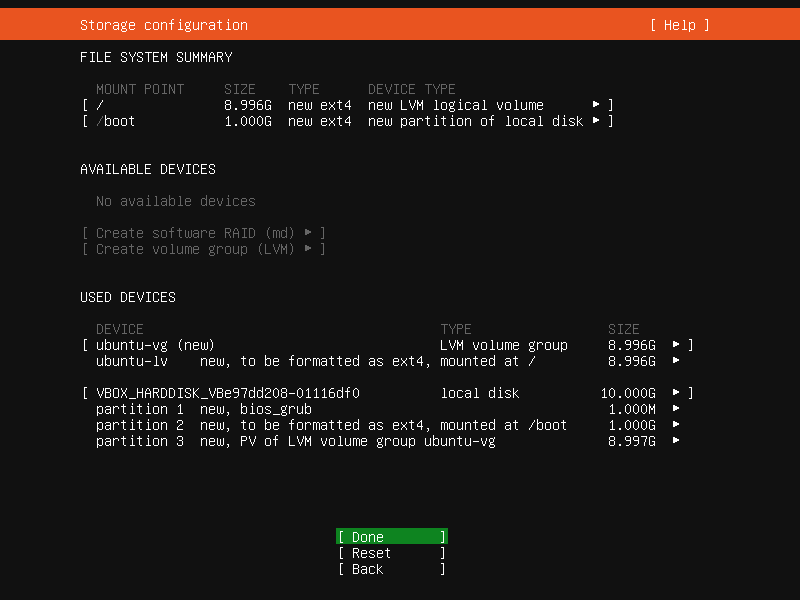 Storage configuration [ Help ]
FILE SYSTEM SUMMARY
MOUNT POINT SIZE TYPE DEVICE TYPE
[ / 8.996G new ext4 new LVM logical volume ▸ ]
[ /boot 1.000G new ext4 new partition of local disk ▸ ]
AVAILABLE DEVICES
No available devices
[ Create software RAID (md) ▸ ]
[ Create volume group (LVM) ▸ ]
USED DEVICES
DEVICE TYPE SIZE
[ ubuntu-vg (new) LVM volume group 8.996G ▸ ]
ubuntu-lv new, to be formatted as ext4, mounted at / 8.996G ▸
[ VBOX_HARDDISK_VBe97dd208-01116df0 local disk 10.000G ▸ ]
partition 1 new, bios_grub 1.000M ▸
partition 2 new, to be formatted as ext4, mounted at /boot 1.000G ▸
partition 3 new, PV of LVM volume group ubuntu-vg 8.997G ▸
[ Done ]
[ Reset ]
[ Back ]